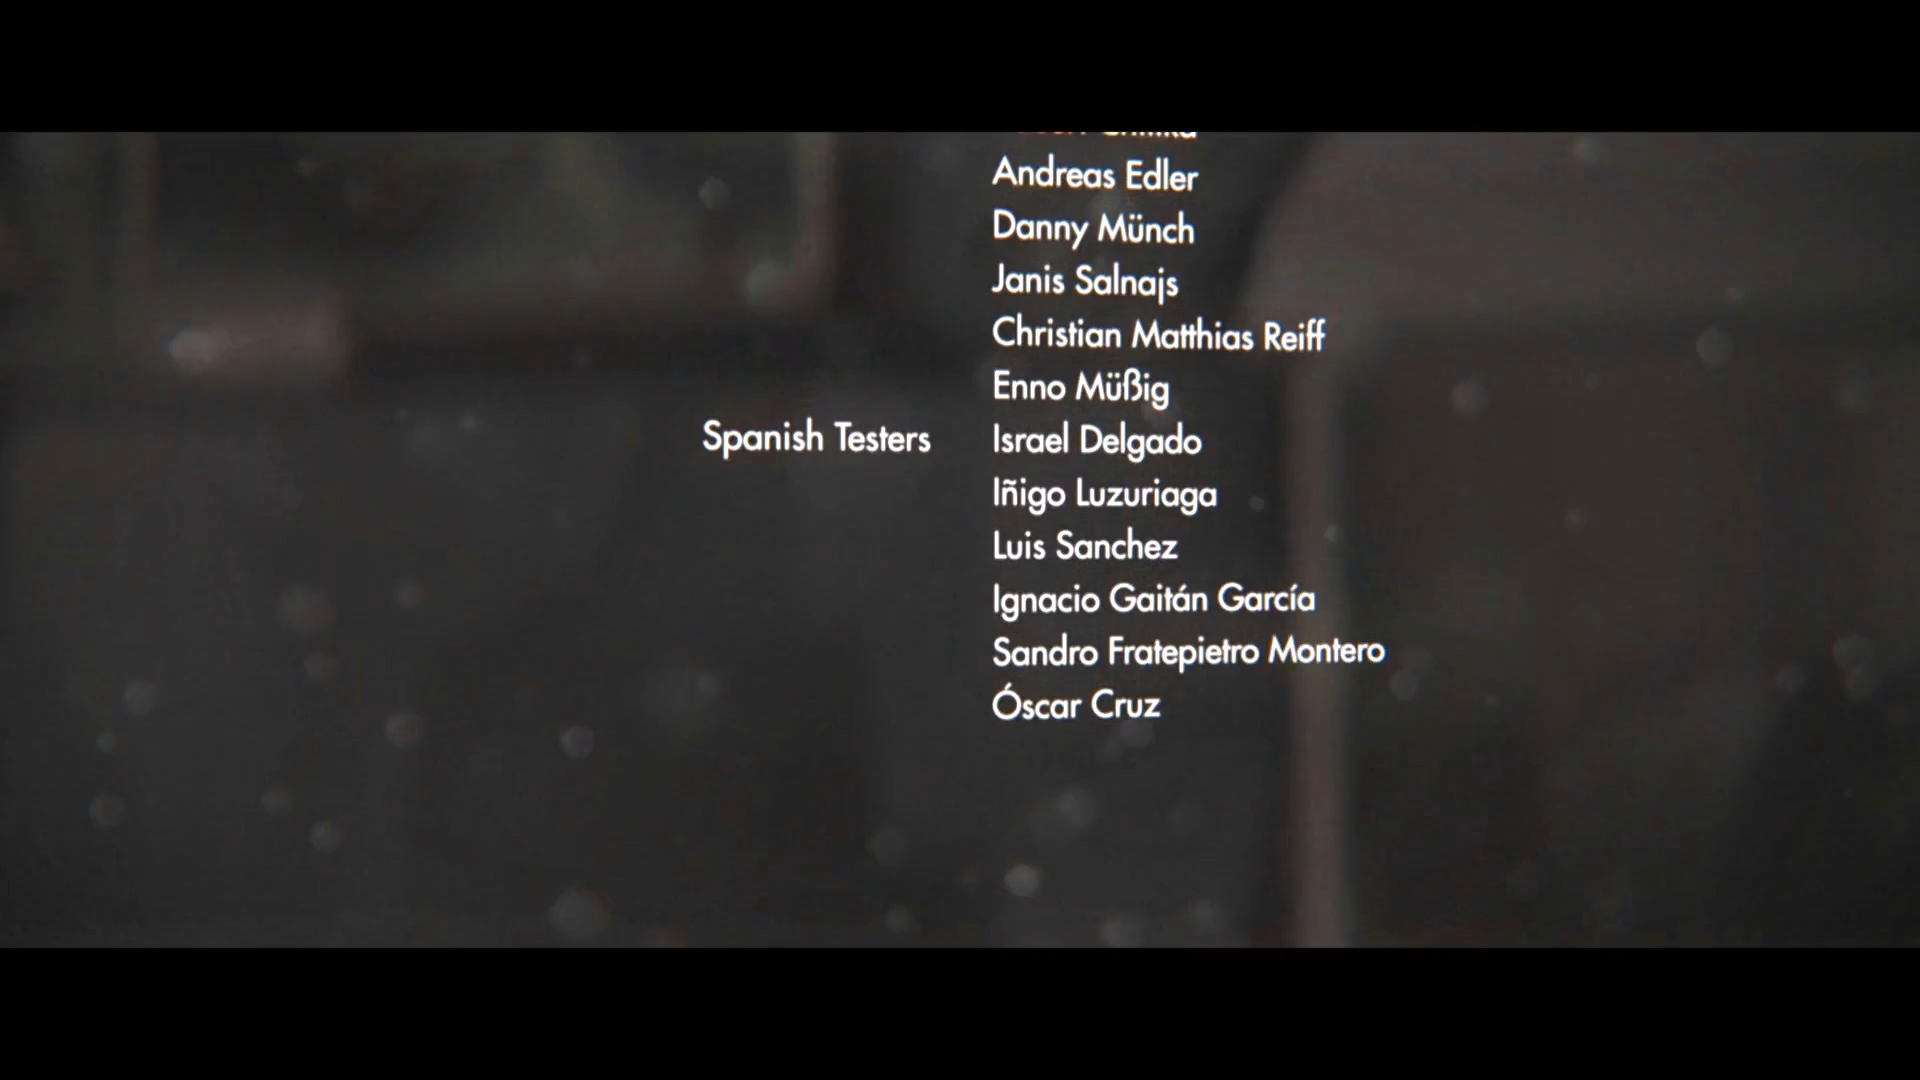 Andreas Edler
Danny Münch
Janis Salnajs
Christian Matthias Reiff
Enno Müßig
Spanish Testers Israel Delgado
Iñigo Luzuriaga
Luis Sanchez
Ignacio Gaitán García
Sandro Fratepietro Montero
Óscar Cruz